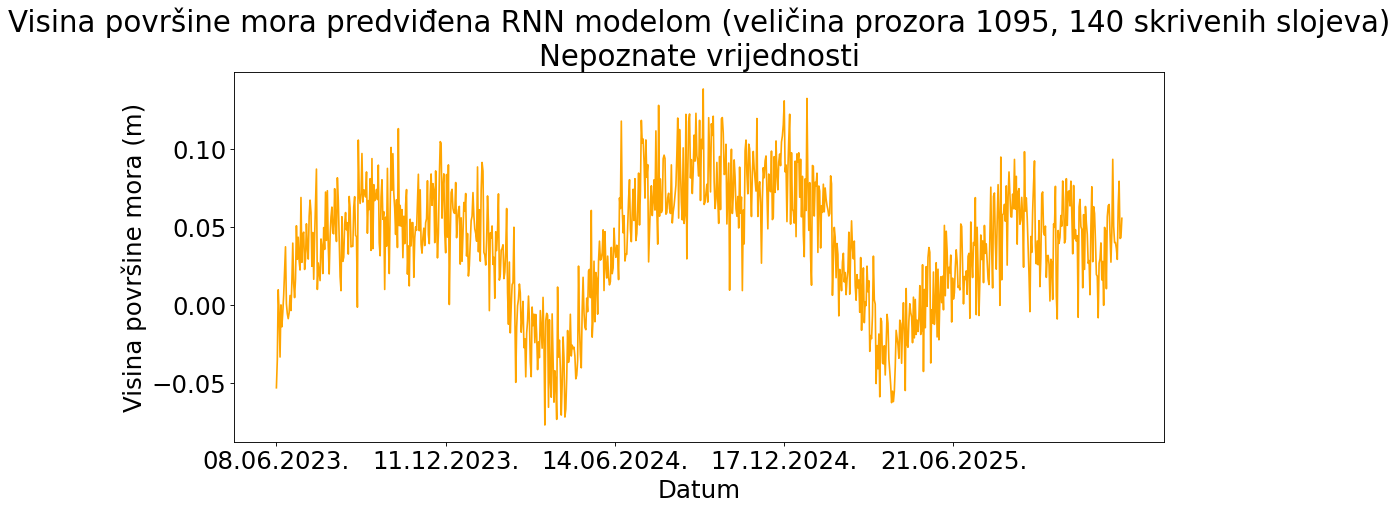 Visina površine mora predviđena RNN modelom (veličina prozora 1095, 140 skrivenih slojeva)
Nepoznate vrijednosti
Visina površine mora (m)
0.10
0.05
0.00
−0.05
08.06.2023. 11.12.2023. 14.06.2024. 17.12.2024. 21.06.2025.
Datum